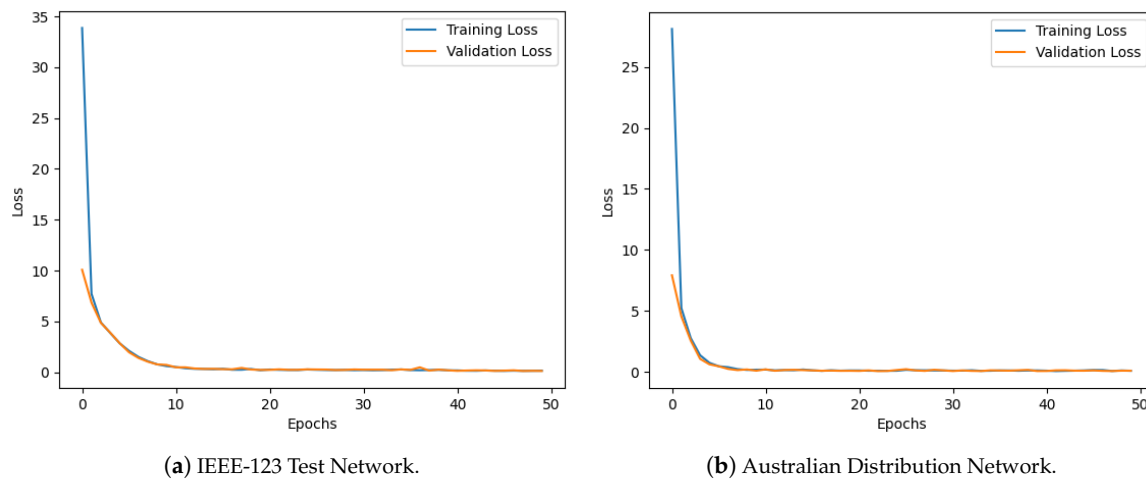 35
30
25
20
15
10
5
0
Loss
Training Loss
Validation Loss
0 10 20 30 40 50
Epochs
(a) IEEE-123 Test Network.
25
20
15
10
5
0
Loss
Training Loss
Validation Loss
0 10 20 30 40 50
Epochs
(b) Australian Distribution Network.